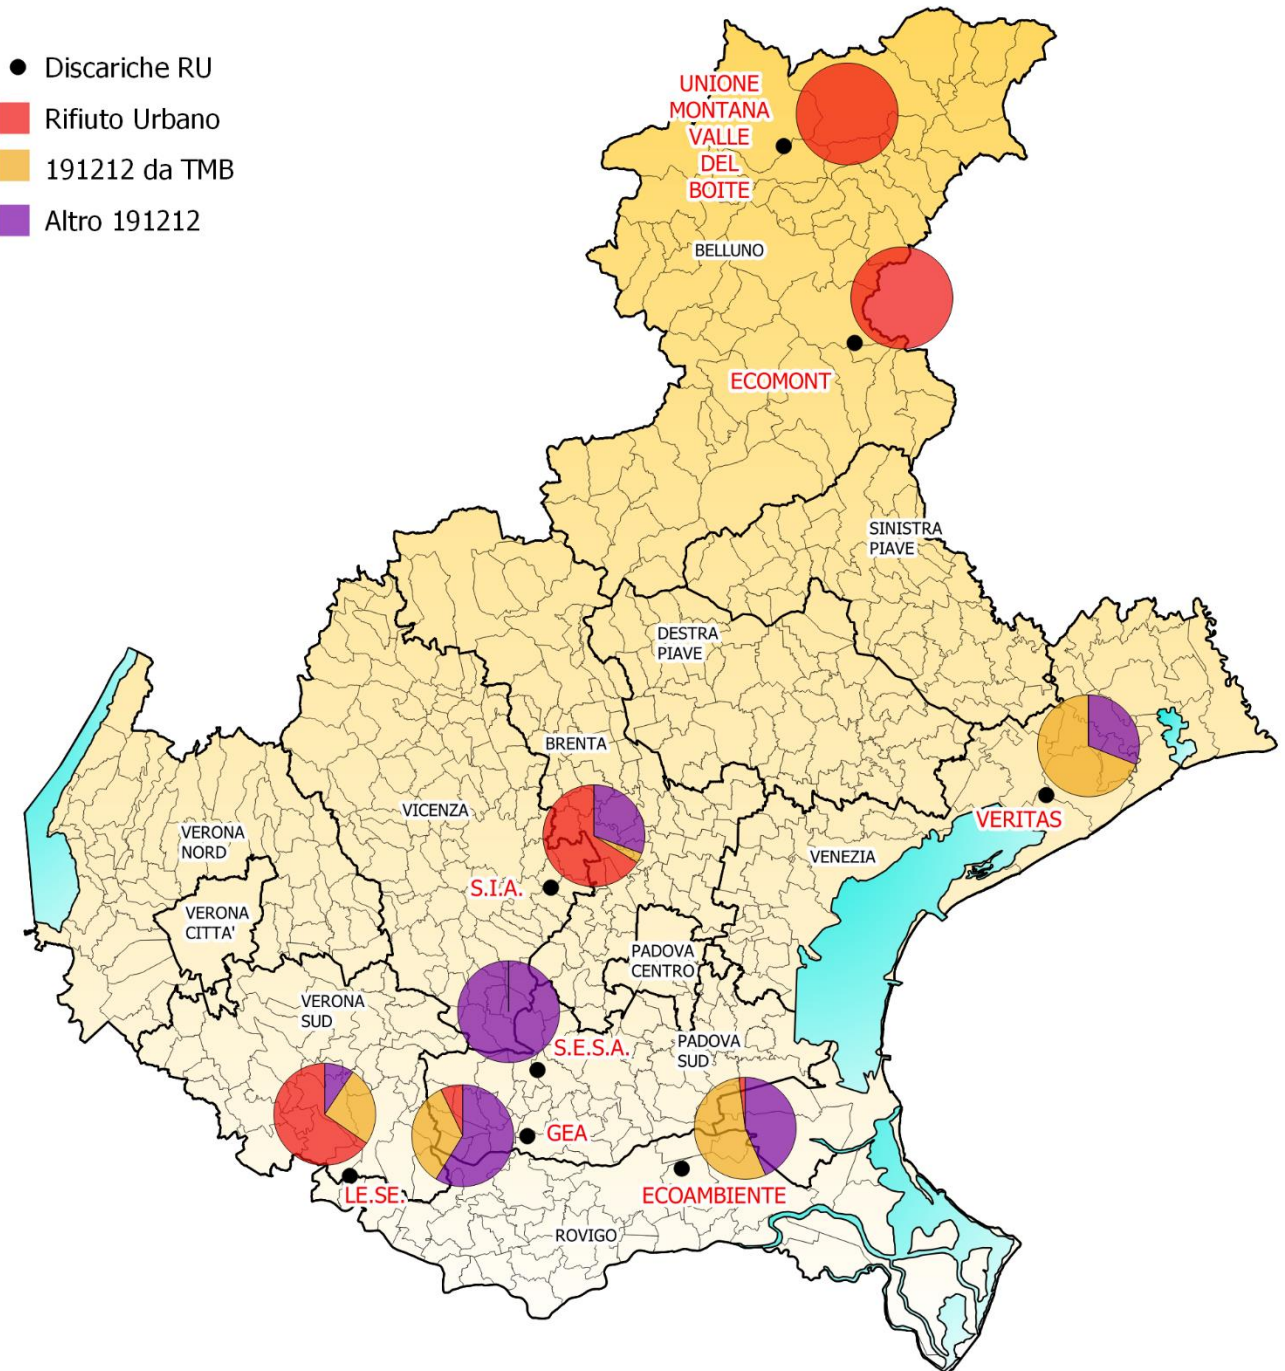 Discariche RU
Rifiuto Urbano
191212 da TMB
Altro 191212
UNIONE
MONTANA
VALLE
DEL
BOITE
BELLUNO
ECOMONT
SINISTRA
PIAVE
DESTRA
PIAVE
BRENTA
VICENZA
VERONA
NORD
VERITAS
VENEZIA
S.I.A.
VERONA
CITTA'
PADOVA
CENTRO
VERONA
SUD
S.E.S.A.
PADOVA
SUD
GEA
LE.SE.
ECOAMBIENTE
ROVIGO